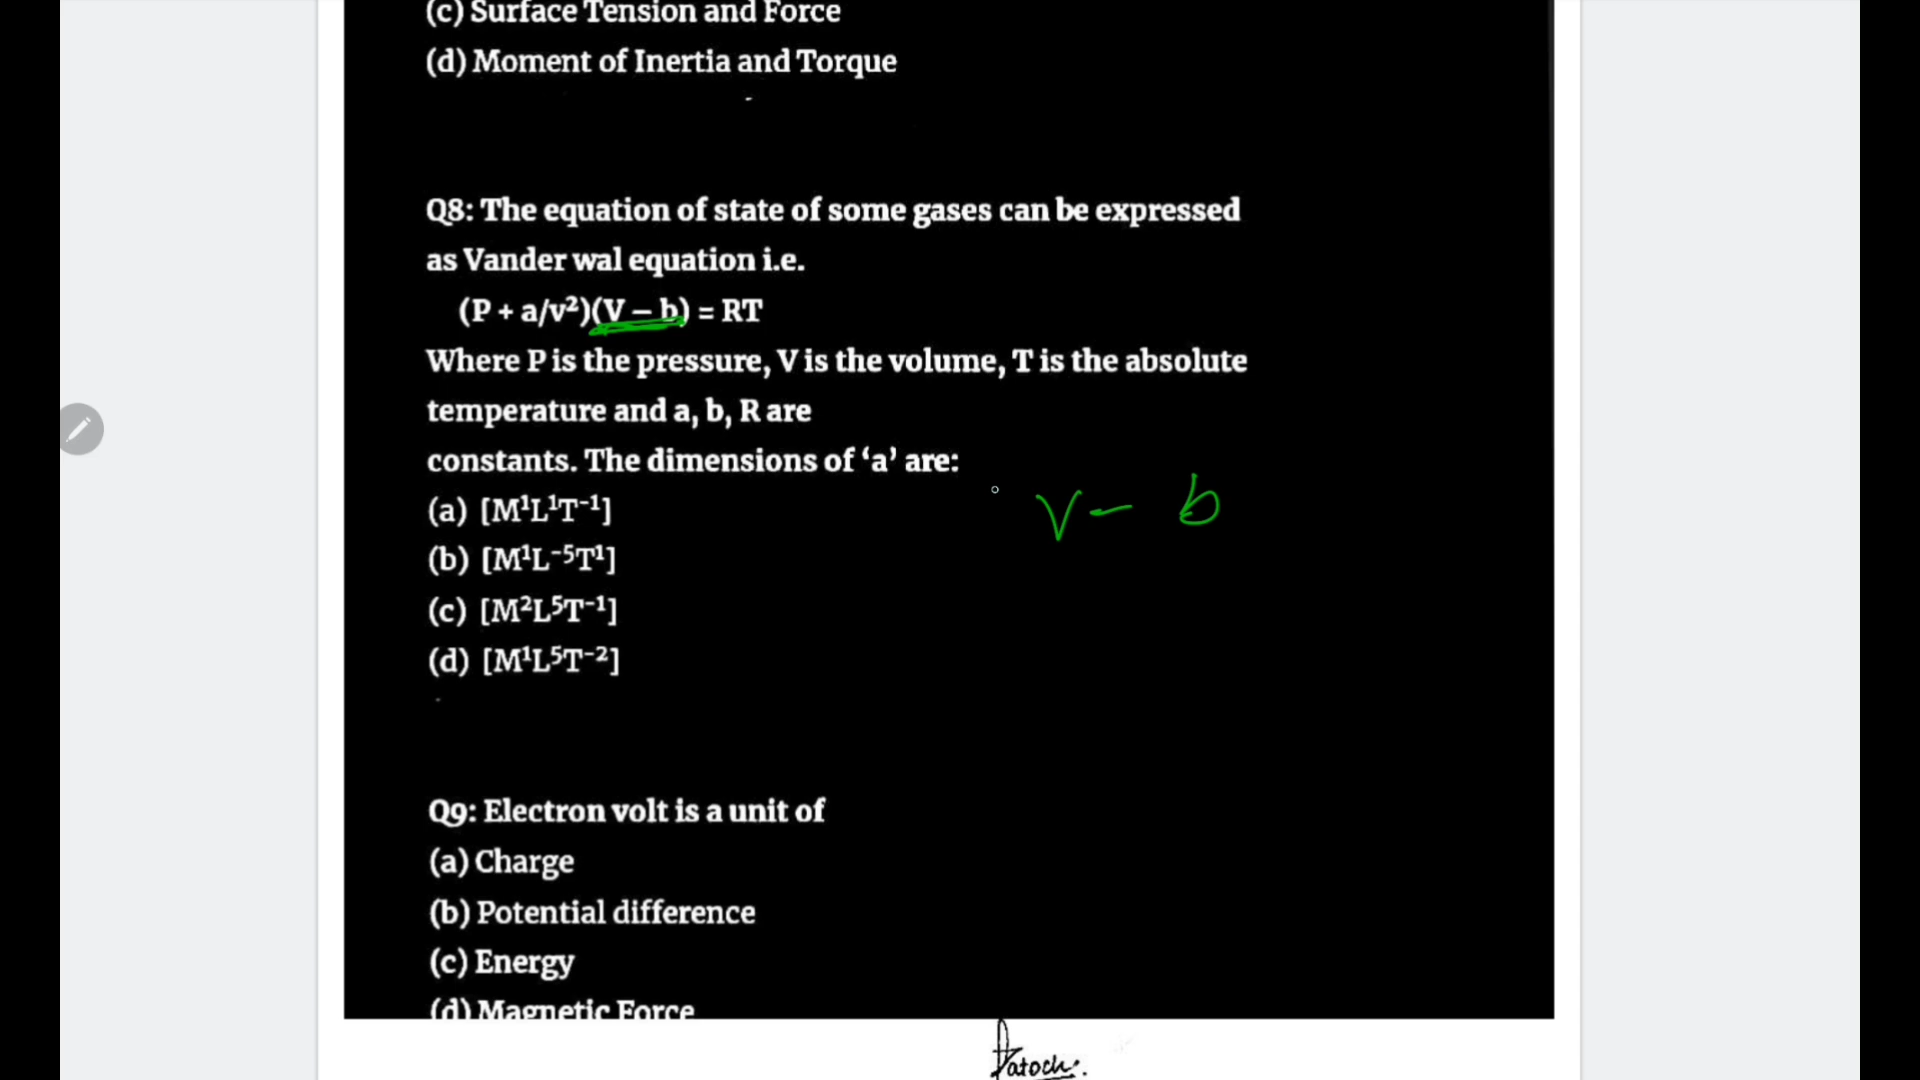 (c) Surface Tension and Force
(d) Moment of Inertia and Torque
Q8: The equation of state of some gases can be expressed
as Vander wal equation i.e.
(P + a/v²)(V – b) = RT
Where P is the pressure, V is the volume, T is the absolute
temperature and a, b, R are
constants. The dimensions of ‘a’ are:
V – b
(a) [M¹L¹T⁻¹]
(b) [M¹L⁻⁵T¹]
(c) [M²L⁵T⁻¹]
(d) [M¹L⁵T⁻²]
Q9: Electron volt is a unit of
(a) Charge
(b) Potential difference
(c) Energy
(d) Magnetic Force